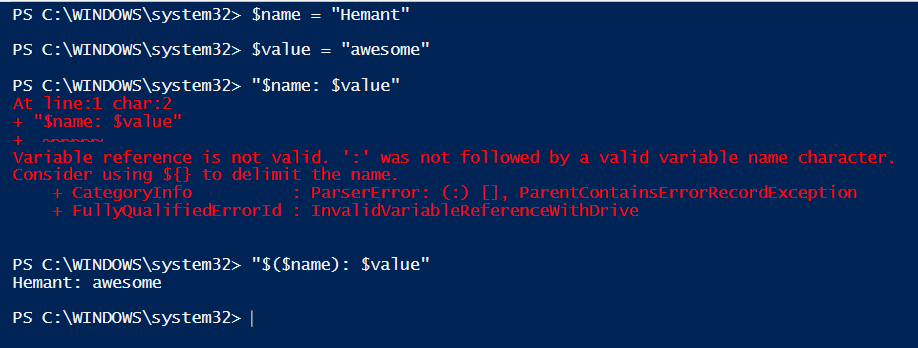 PS C:\WINDOWS\system32> $name = "Hemant"
PS C:\WINDOWS\system32> $value = "awesome"
PS C:\WINDOWS\system32> "$name: $value"
At line:1 char:2
+ "$name: $value"
+  ~~~~~~
Variable reference is not valid. ':' was not followed by a valid variable name character.
Consider using ${} to delimit the name.
    + CategoryInfo          : ParserError: (:) [], ParentContainsErrorRecordException
    + FullyQualifiedErrorId : InvalidVariableReferenceWithDrive
PS C:\WINDOWS\system32> "$($name): $value"
Hemant: awesome
PS C:\WINDOWS\system32>